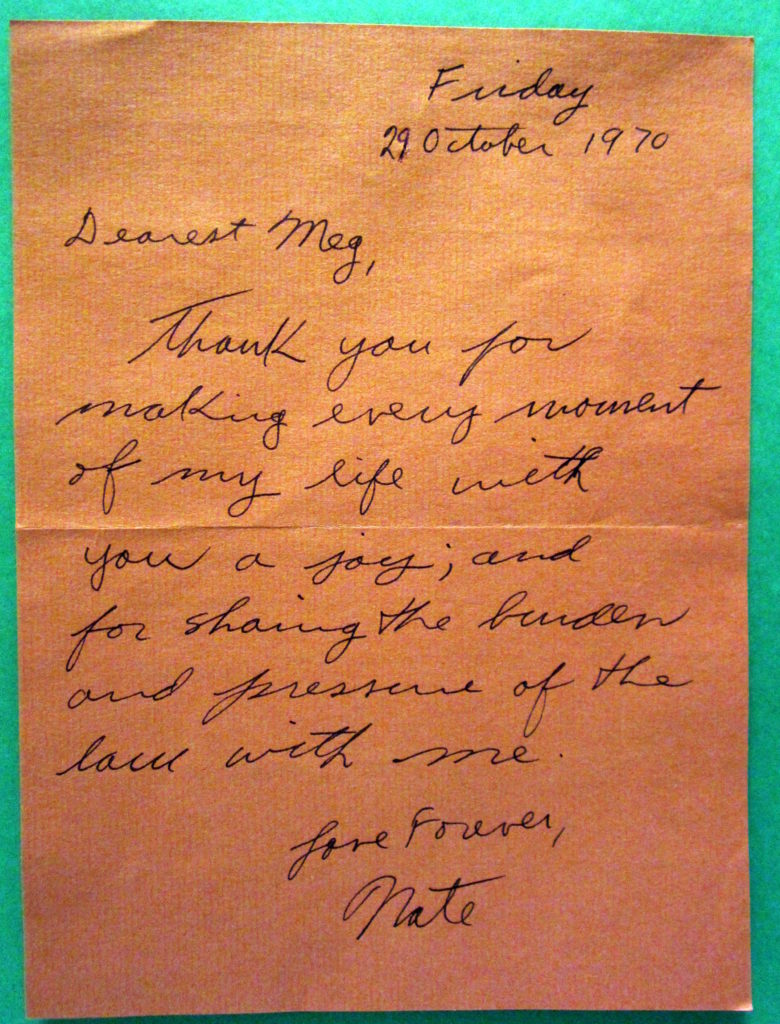 Friday
29 October 1970
Dearest Meg,
Thank you for
making every moment
of my life with
you a joy; and
for sharing the burden
and pressure of the
law with me.
Love Forever,
Nate